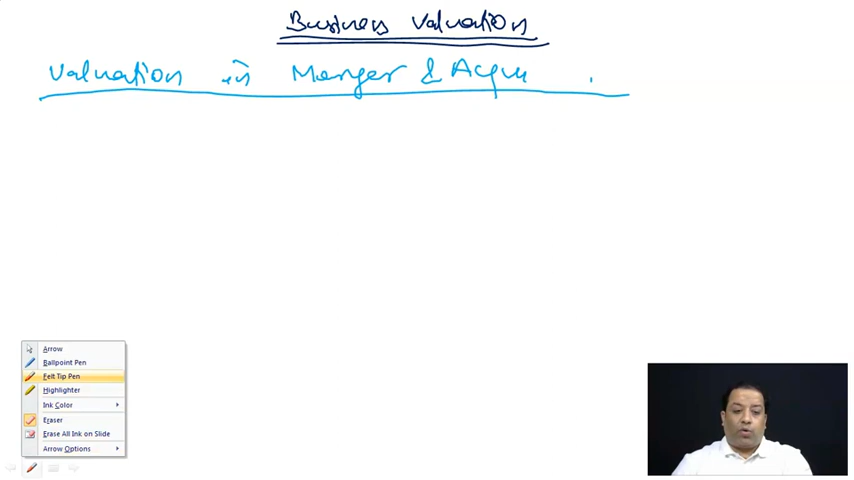 Business Valuation
Valuation in Merger & Acqu
Arrow
Ballpoint Pen
Felt Tip Pen
Highlighter
Ink Color
Eraser
Erase All Ink on Slide
Arrow Options